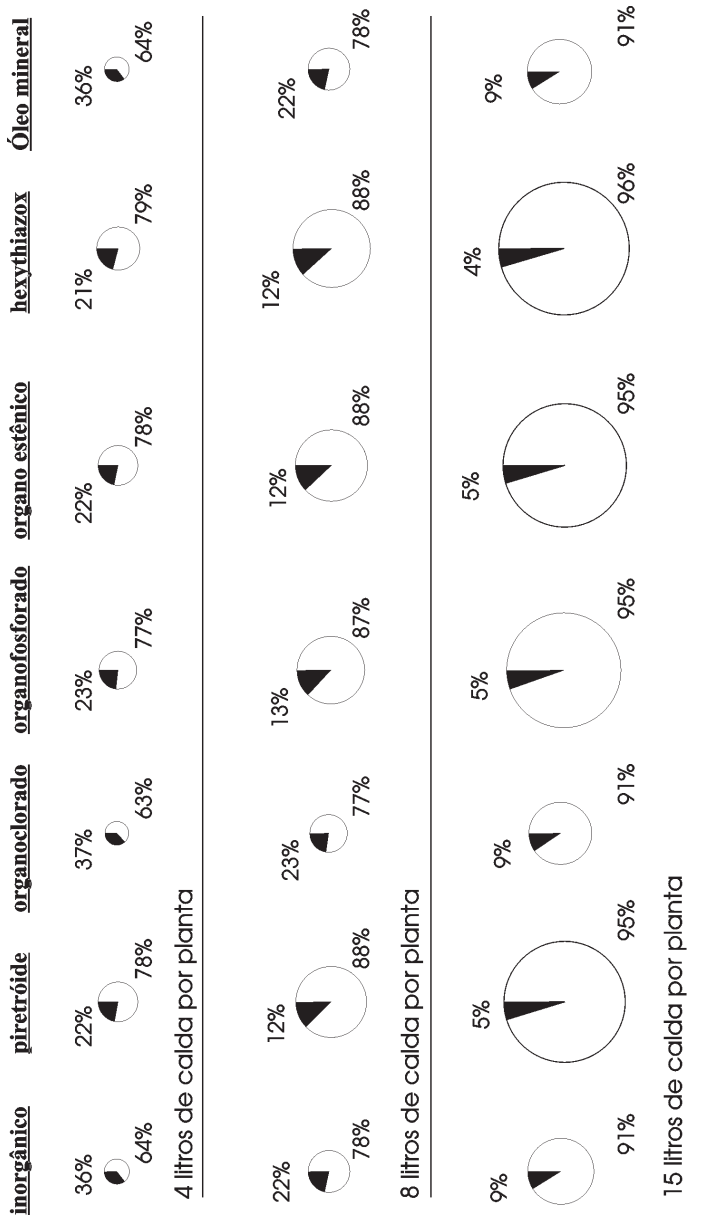 inorgânico piretróide organoclorado organofosforado organo estênico hexythiazox Óleo mineral
36% 22% 37% 23% 22% 21% 36%
64% 78% 63% 77% 78% 79% 64%
4 litros de calda por planta
22% 12% 23% 13% 12% 12% 22%
78% 88% 77% 87% 88% 88% 78%
8 litros de calda por planta
9% 5% 9% 5% 5% 4% 9%
91% 95% 91% 95% 95% 96% 91%
15 litros de calda por planta